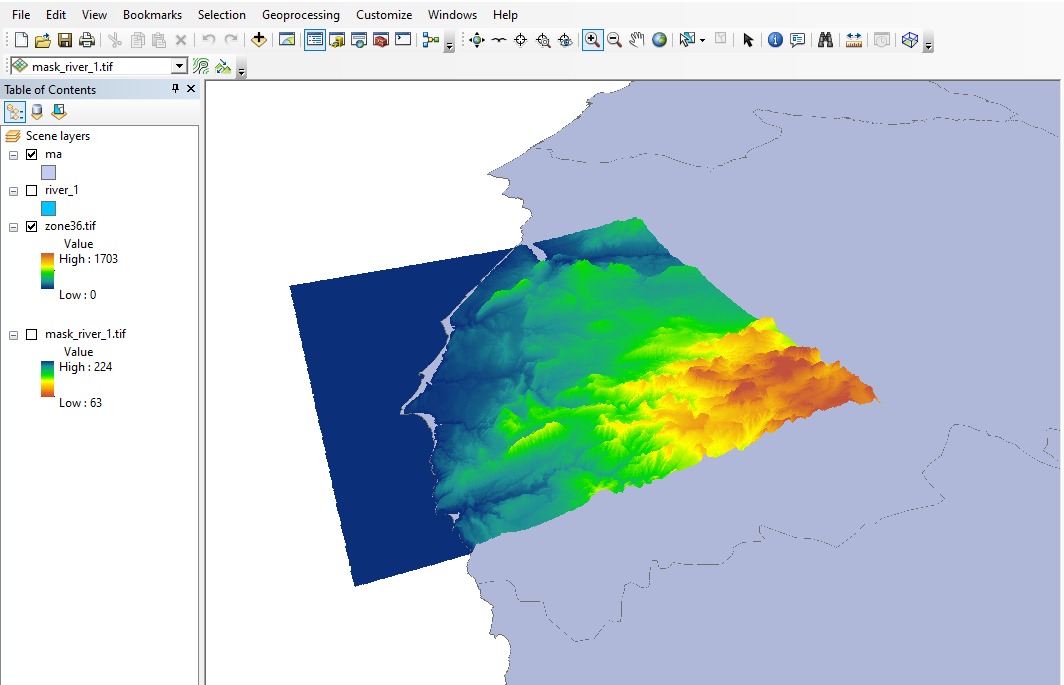 File Edit View Bookmarks Selection Geoprocessing Customize Windows Help
mask_river_1.tif
Table of Contents
Scene layers
ma
river_1
zone36.tif
Value
High : 1703
Low : 0
mask_river_1.tif
Value
High : 224
Low : 63